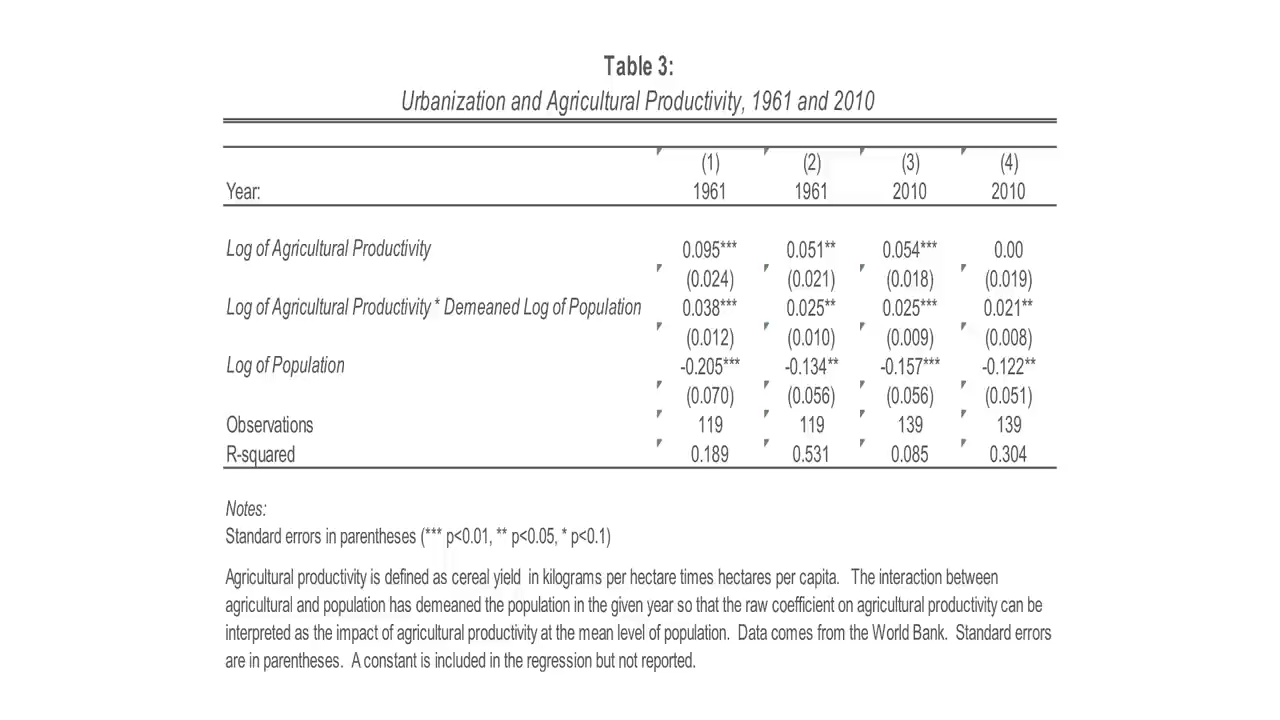 Table 3:
Urbanization and Agricultural Productivity, 1961 and 2010
(1) (2) (3) (4)
Year: 1961 1961 2010 2010
Log of Agricultural Productivity 0.095*** 0.051** 0.054*** 0.00
(0.024) (0.021) (0.018) (0.019)
Log of Agricultural Productivity * Demeaned Log of Population 0.038*** 0.025** 0.025*** 0.021**
(0.012) (0.010) (0.009) (0.008)
Log of Population -0.205*** -0.134** -0.157*** -0.122**
(0.070) (0.056) (0.056) (0.051)
Observations 119 119 139 139
R-squared 0.189 0.531 0.085 0.304
Notes:
Standard errors in parentheses (*** p<0.01, ** p<0.05, * p<0.1)
Agricultural productivity is defined as cereal yield in kilograms per hectare times hectares per capita. The interaction between
agricultural and population has demeaned the population in the given year so that the raw coefficient on agricultural productivity can be
interpreted as the impact of agricultural productivity at the mean level of population. Data comes from the World Bank. Standard errors
are in parentheses. A constant is included in the regression but not reported.